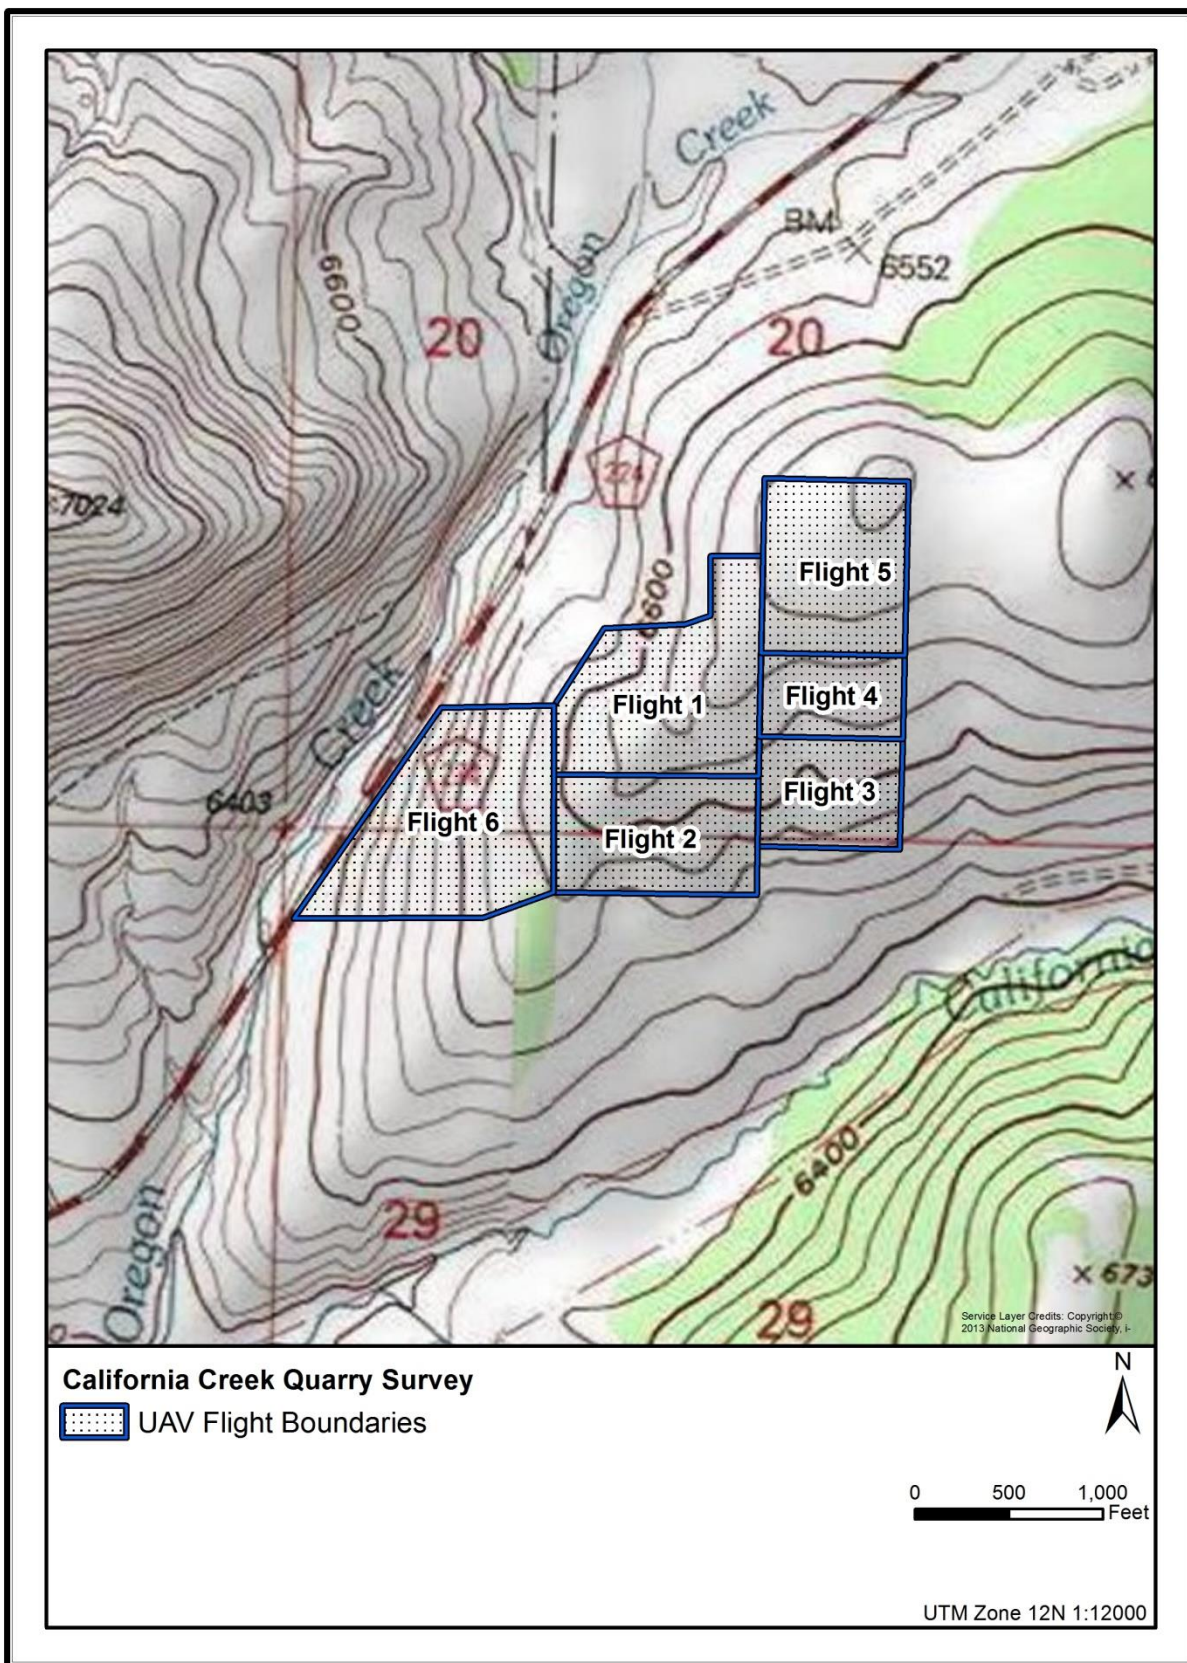 Creek
BM
6552
6600
20
Oregon
20
7024
224
6600
Flight 5
Flight 1
Flight 4
Creek
6403
Flight 3
Flight 6
Flight 2
California
6400
29
Oregon
29
Service Layer Credits: Copyright:©
2013 National Geographic Society, i-
California Creek Quarry Survey
UAV Flight Boundaries
N
0 500 1,000
Feet
UTM Zone 12N 1:12000